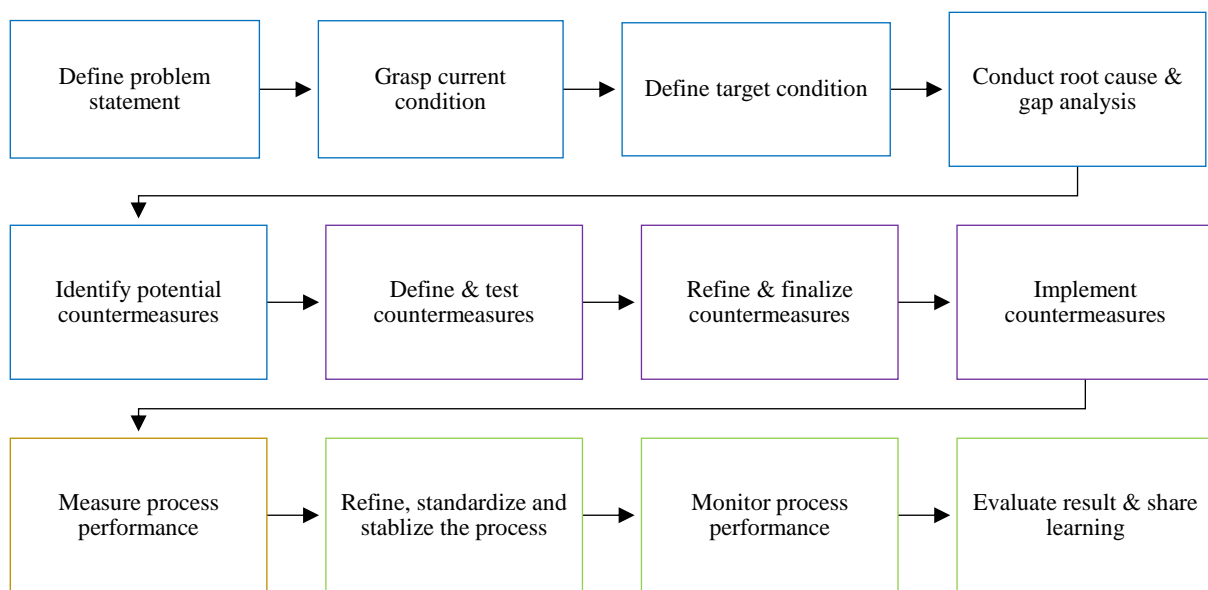 Define problem
statement
Grasp current
condition
Define target condition
Conduct root cause &
gap analysis
Identify potential
countermeasures
Define & test
countermeasures
Refine & finalize
countermeasures
Implement
countermeasures
Measure process
performance
Refine, standardize and
stablize the process
Monitor process
performance
Evaluate result & share
learning